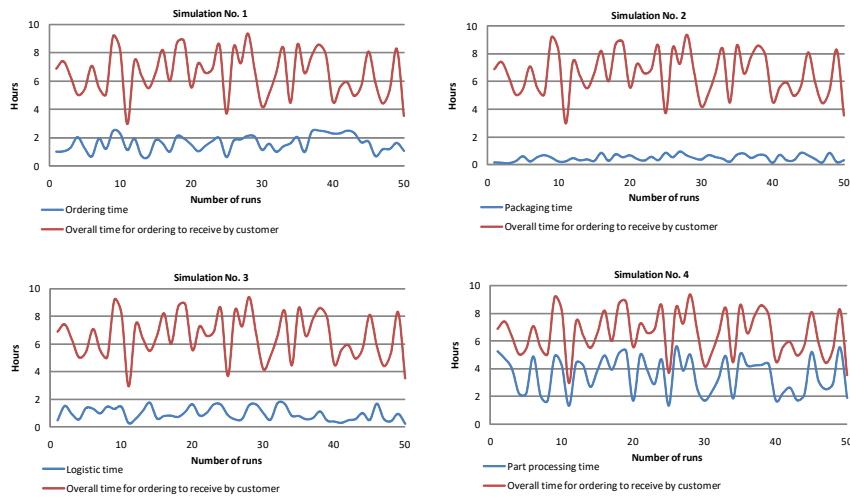 Simulation No. 1
10
8
6
4
2
0
Hours
0 10 20 30 40 50
Number of runs
Ordering time
Overall time for ordering to receive by customer
Simulation No. 2
10
8
6
4
2
0
Hours
0 10 20 30 40 50
Number of runs
Packaging time
Overall time for ordering to receive by customer
Simulation No. 3
10
8
6
4
2
0
Hours
0 10 20 30 40 50
Number of runs
Logistic time
Overall time for ordering to receive by customer
Simulation No. 4
10
8
6
4
2
0
Hours
0 10 20 30 40 50
Number of runs
Part processing time
Overall time for ordering to receive by customer